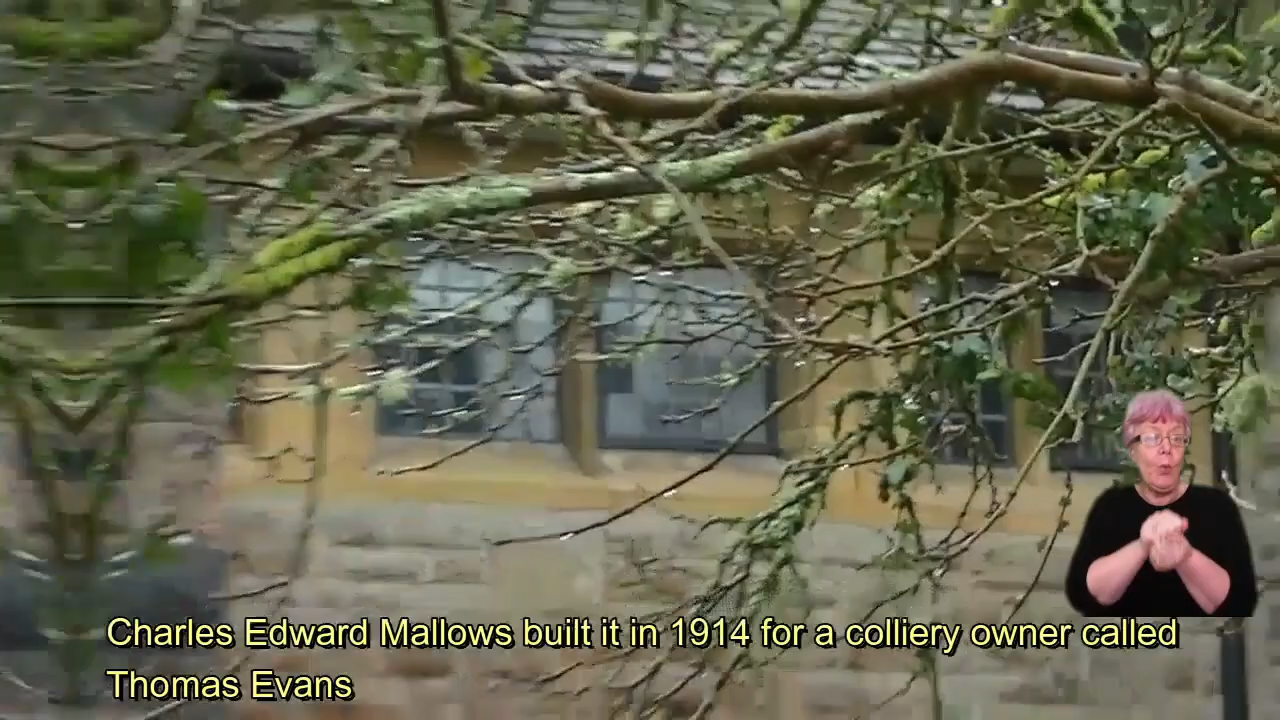 Charles Edward Mallows built it in 1914 for a colliery owner called
Thomas Evans